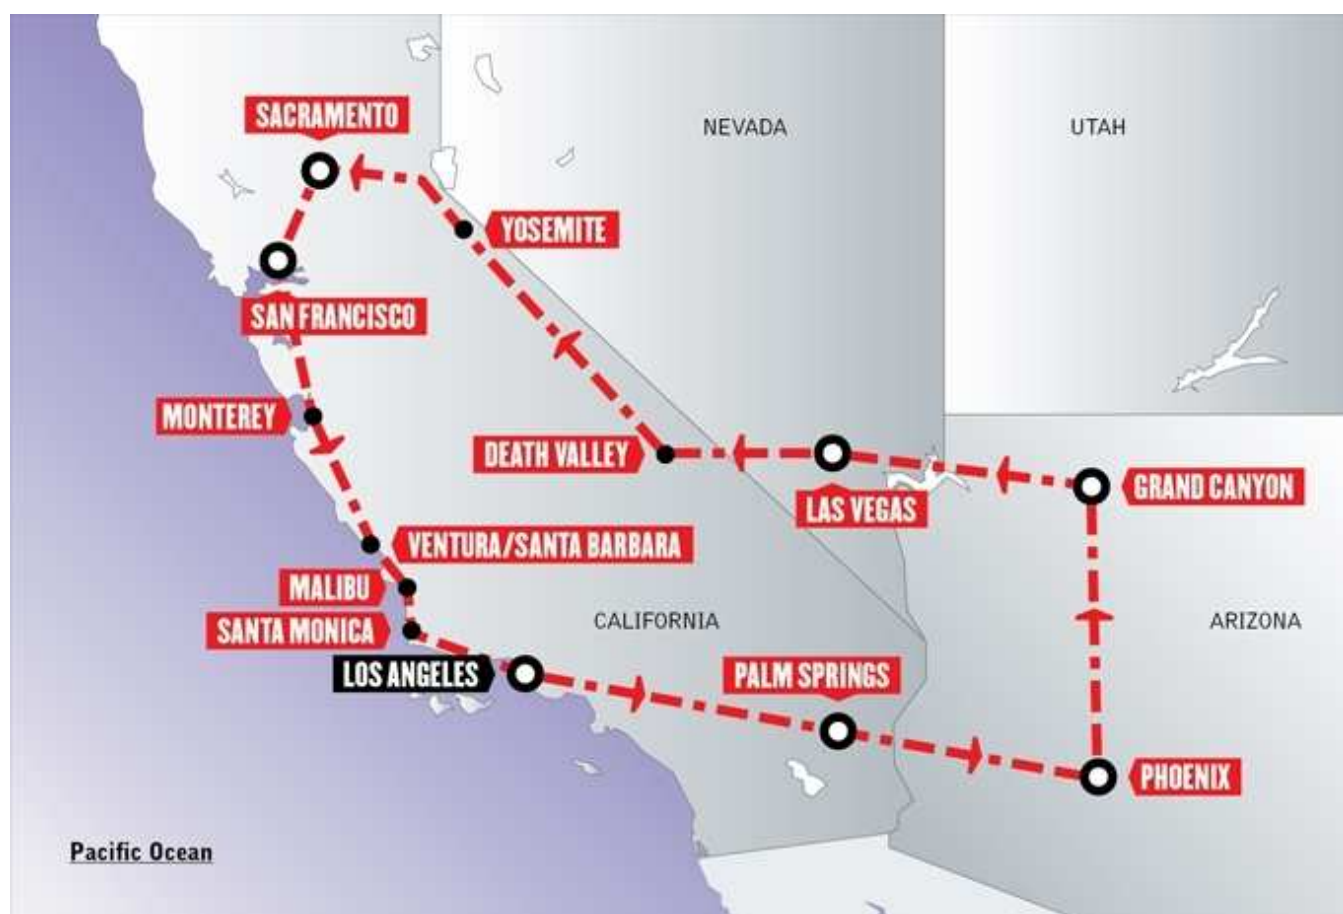 SACRAMENTO
NEVADA
UTAH
YOSEMITE
SAN FRANCISCO
MONTEREY
DEATH VALLEY
LAS VEGAS
GRAND CANYON
VENTURA/SANTA BARBARA
MALIBU
SANTA MONICA
CALIFORNIA
ARIZONA
LOS ANGELES
PALM SPRINGS
PHOENIX
Pacific Ocean